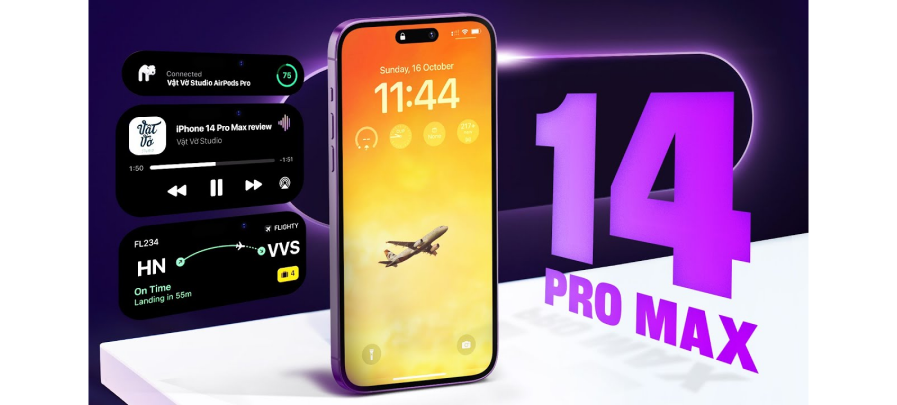 Connected
Vật Vờ Studio AirPods Pro
75
Vật
Vờ
iPhone 14 Pro Max review
Vật Vờ Studio
1:50
-1:51
FL234
FLIGHTY
HN
VVS
On Time
Landing in 55m
4
Sunday, 16 October
11:44
14
PRO MAX